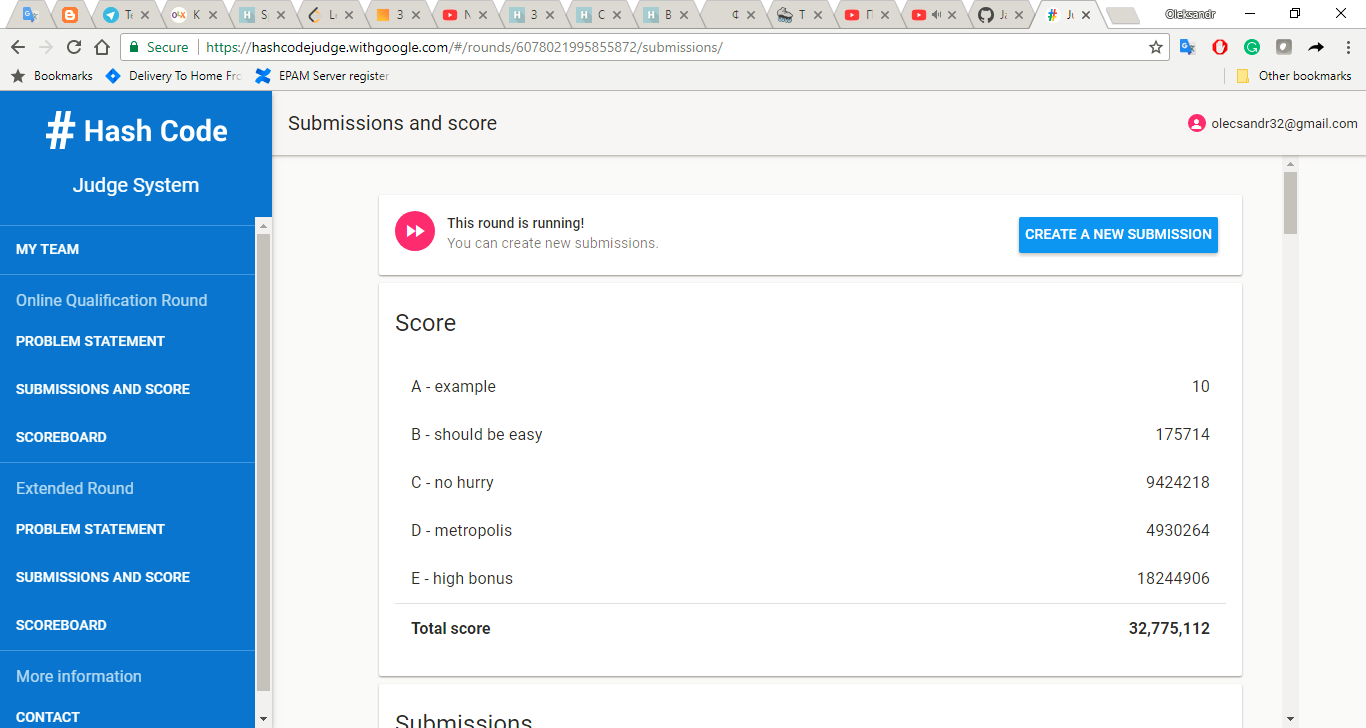 Te
K
S
Le
3
N
3
C
B
T
П
Г
Ja
Ju
Oleksandr
Secure
https://hashcodejudge.withgoogle.com/#/rounds/6078021995855872/submissions/
Bookmarks
Delivery To Home Fro
EPAM Server register
Other bookmarks
# Hash Code
Judge System
Submissions and score
olecsandr32@gmail.com
MY TEAM
Online Qualification Round
PROBLEM STATEMENT
SUBMISSIONS AND SCORE
SCOREBOARD
Extended Round
PROBLEM STATEMENT
SUBMISSIONS AND SCORE
SCOREBOARD
More information
CONTACT
This round is running!
You can create new submissions.
CREATE A NEW SUBMISSION
Score
A - example 10
B - should be easy 175714
C - no hurry 9424218
D - metropolis 4930264
E - high bonus 18244906
Total score 32,775,112
Submissions